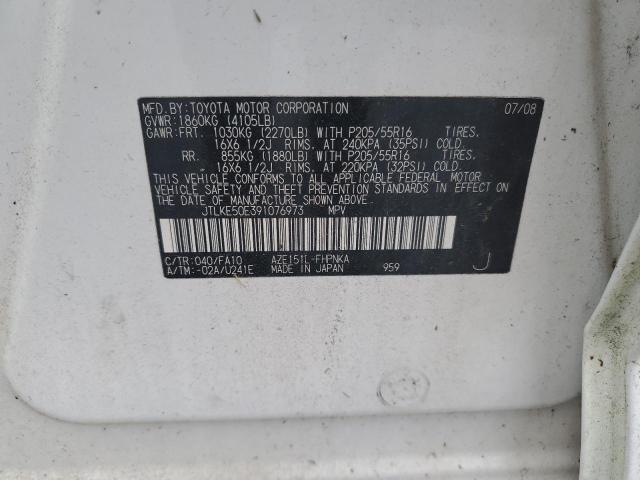 MFD.BY:TOYOTA MOTOR CORPORATION 07/08
GVWR:1860KG (4105LB)
GAWR:FRT. 1030KG (2270LB) WITH P205/55R16 TIRES.
16X6 1/2J RIMS. AT 240KPA (35PSI) COLD.
RR. 855KG (1880LB) WITH P205/55R16 TIRES.
16X6 1/2J RIMS. AT 220KPA (32PSI) COLD.
THIS VEHICLE CONFORMS TO ALL APPLICABLE FEDERAL MOTOR
VEHICLE SAFETY AND THEFT PREVENTION STANDARDS IN EFFECT ON
THE DATE OF MANUFACTURE SHOWN ABOVE.
JTLKE50E391076973 MPV
C/TR:040/FA10 AZE151L-FHPNKA
A/TM:-02A/U241E MADE IN JAPAN 959 J